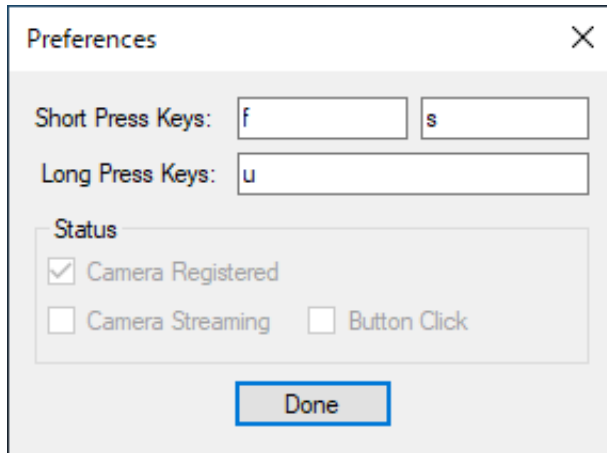 Preferences
Short Press Keys: f s
Long Press Keys: u
Status
Camera Registered
Camera Streaming Button Click
Done